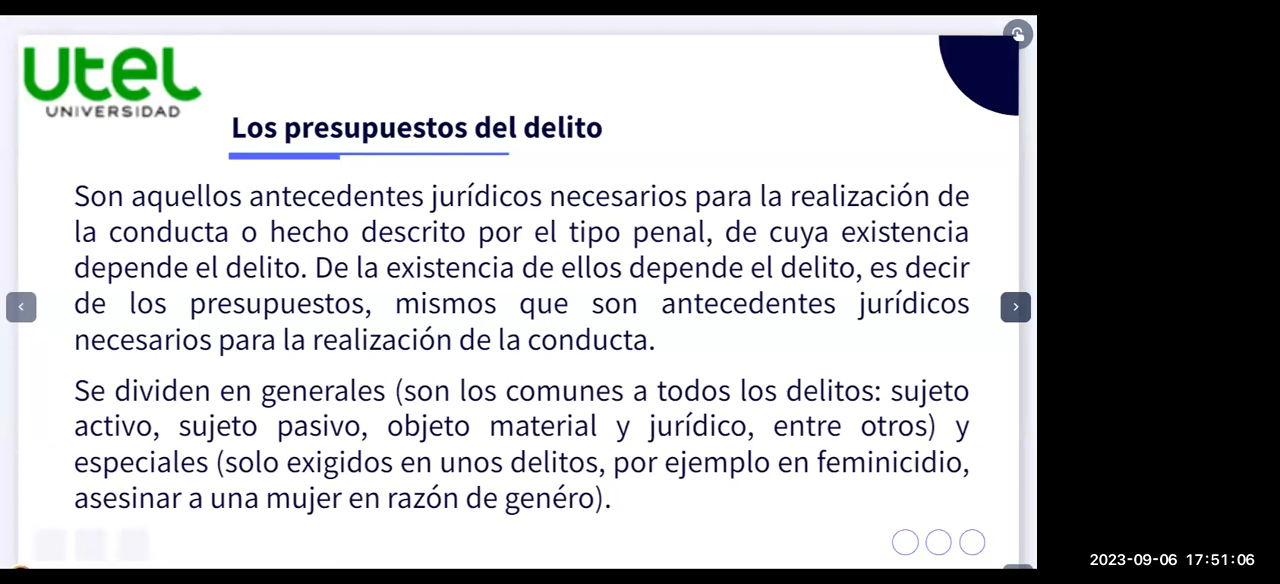 Utel
UNIVERSIDAD
Los presupuestos del delito
Son aquellos antecedentes jurídicos necesarios para la realización de
la conducta o hecho descrito por el tipo penal, de cuya existencia
depende el delito. De la existencia de ellos depende el delito, es decir
de los presupuestos, mismos que son antecedentes jurídicos
necesarios para la realización de la conducta.
Se dividen en generales (son los comunes a todos los delitos: sujeto
activo, sujeto pasivo, objeto material y jurídico, entre otros) y
especiales (solo exigidos en unos delitos, por ejemplo en feminicidio,
asesinar a una mujer en razón de genéro).
2023-09-06 17:51:06